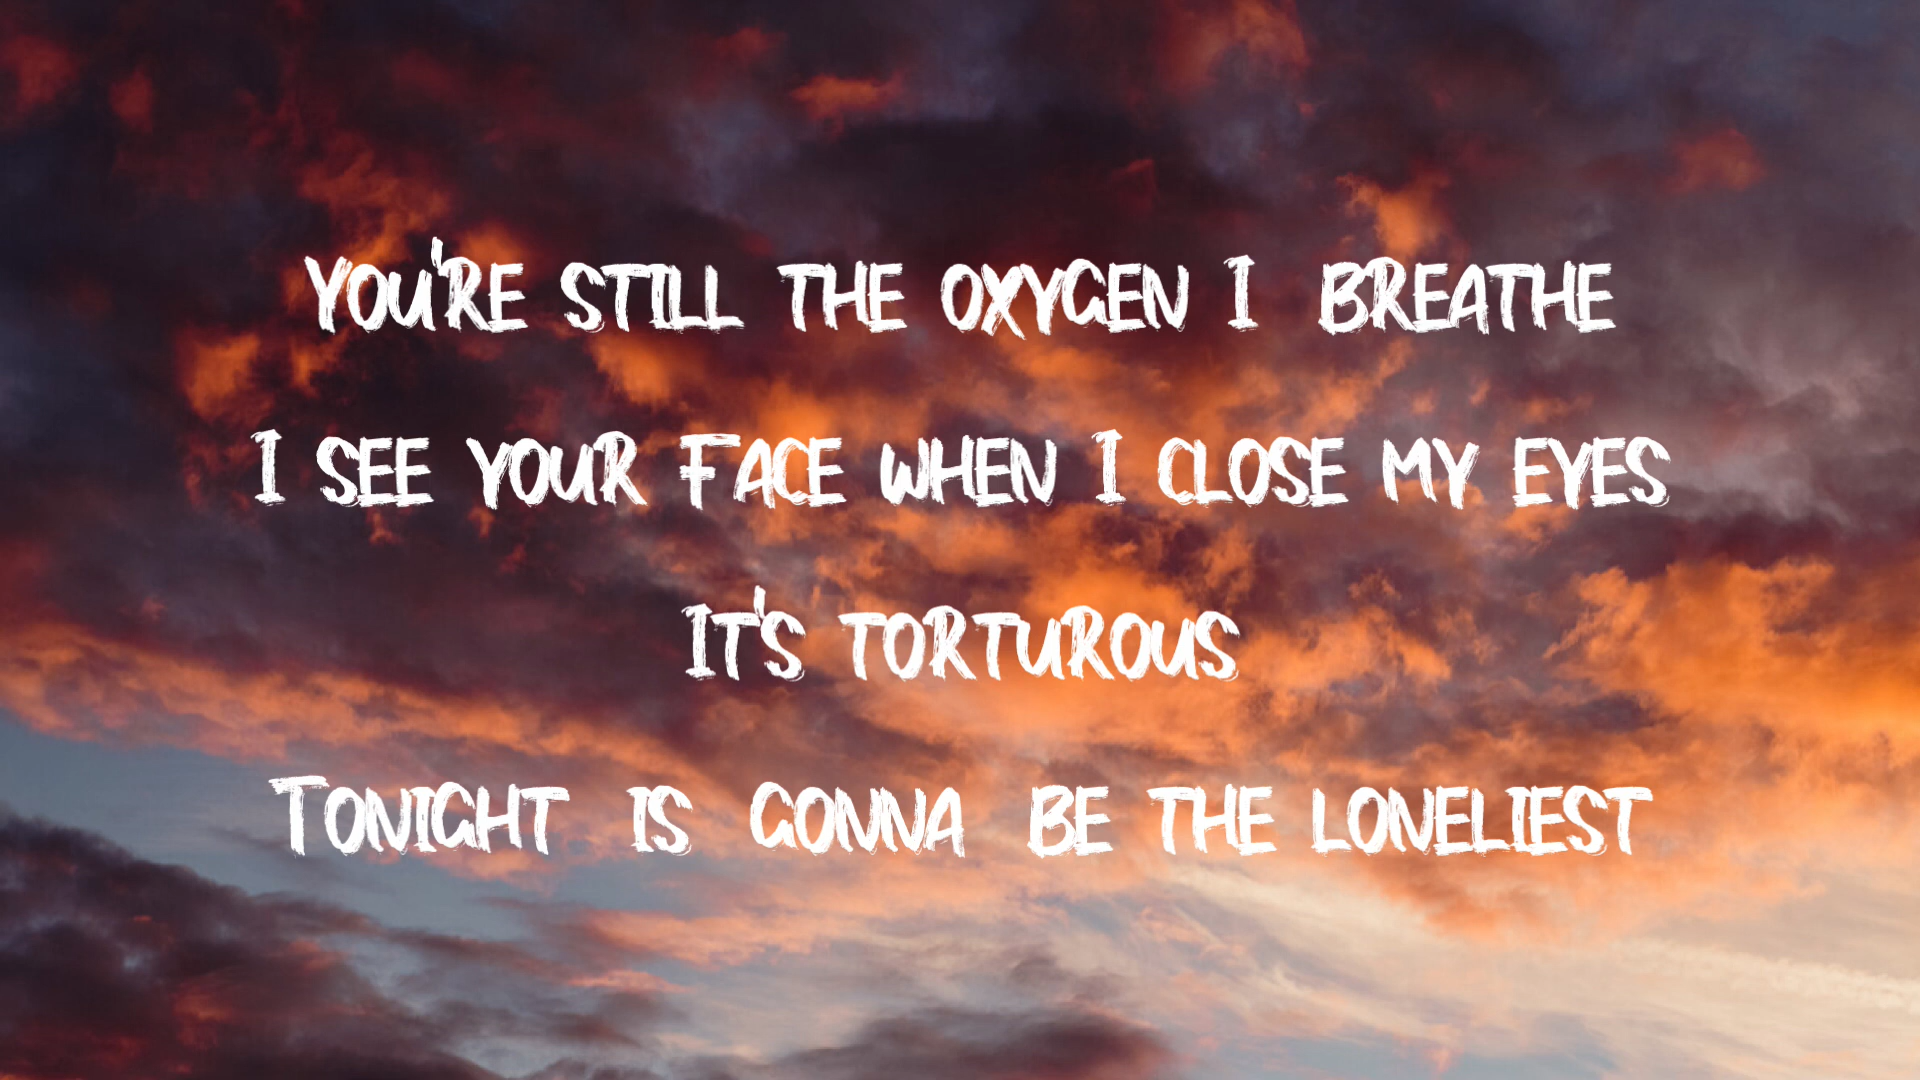 You're still the oxygen I breathe
I see your face when I close my eyes
It's torturous
Tonight is gonna be the loneliest